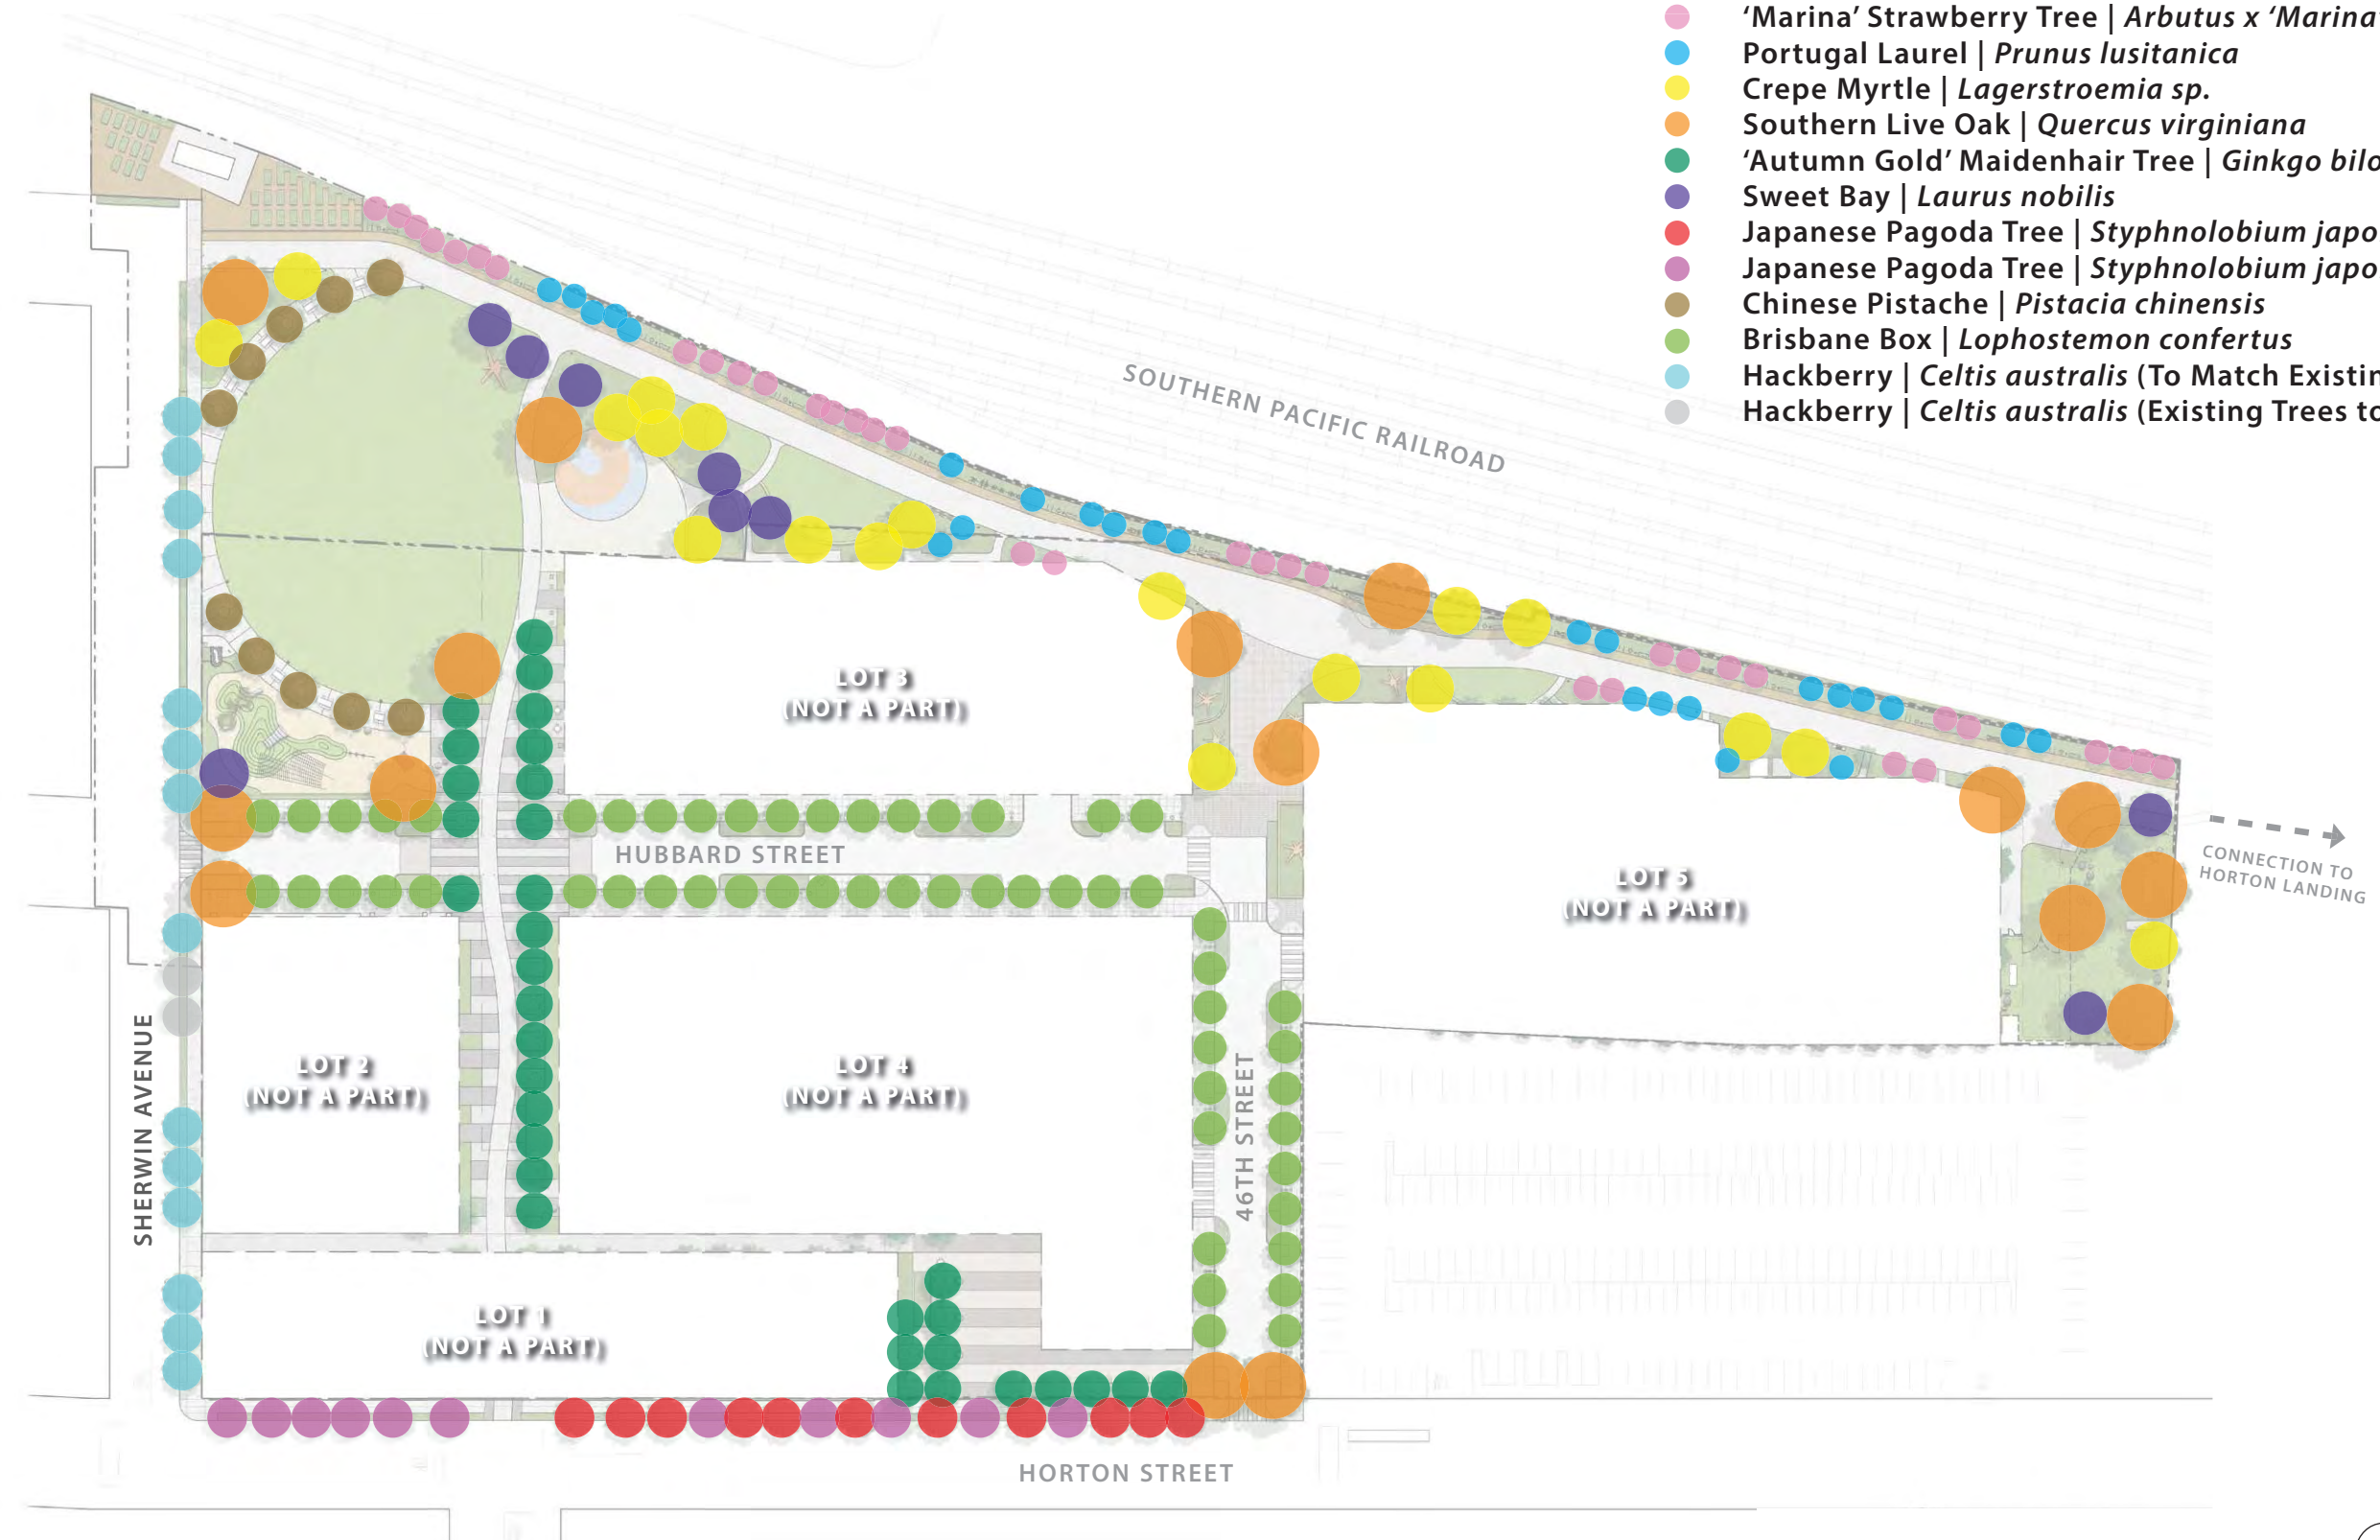 ‘Marina’ Strawberry Tree | Arbutus x ‘Marina’
Portugal Laurel | Prunus lusitanica
Crepe Myrtle | Lagerstroemia sp.
Southern Live Oak | Quercus virginiana
‘Autumn Gold’ Maidenhair Tree | Ginkgo bilo
Sweet Bay | Laurus nobilis
Japanese Pagoda Tree | Styphnolobium japo
Japanese Pagoda Tree | Styphnolobium japo
Chinese Pistache | Pistacia chinensis
Brisbane Box | Lophostemon confertus
Hackberry | Celtis australis (To Match Existin
Hackberry | Celtis australis (Existing Trees to
SOUTHERN PACIFIC RAILROAD
LOT 3
(NOT A PART)
HUBBARD STREET
LOT 5
(NOT A PART)
CONNECTION TO
HORTON LANDING
SHERWIN AVENUE
LOT 2
(NOT A PART)
LOT 4
(NOT A PART)
46TH STREET
LOT 1
(NOT A PART)
HORTON STREET